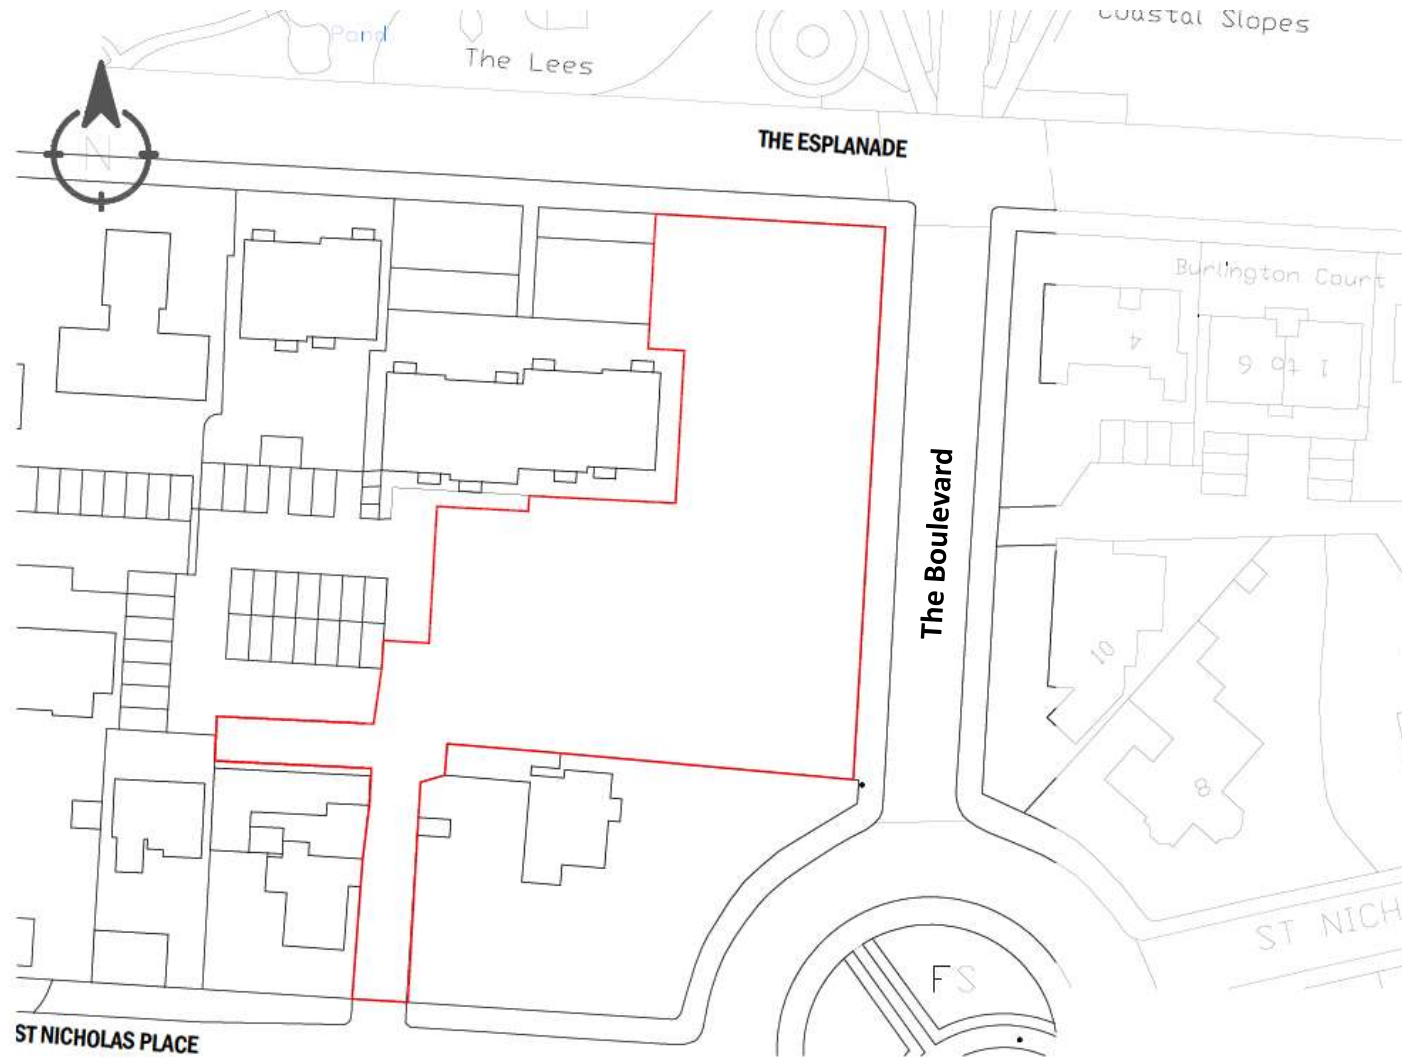 Coastal Slopes
Pond
The Lees
THE ESPLANADE
N
Burlington Court
4
1 to 6
The Boulevard
10
8
ST NICH
FS
ST NICHOLAS PLACE